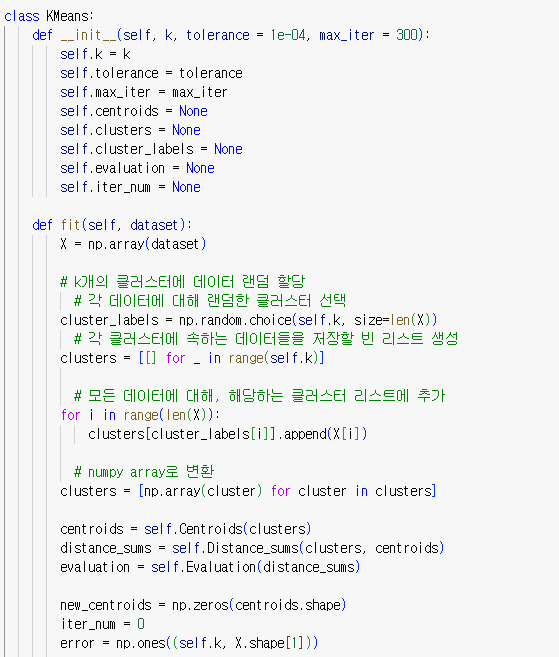 class KMeans:
    def __init__(self, k, tolerance = 1e-04, max_iter = 300):
        self.k = k
        self.tolerance = tolerance
        self.max_iter = max_iter
        self.centroids = None
        self.clusters = None
        self.cluster_labels = None
        self.evaluation = None
        self.iter_num = None

    def fit(self, dataset):
        X = np.array(dataset)

        # k개의 클러스터에 데이터 랜덤 할당
          # 각 데이터에 대해 랜덤한 클러스터 선택
        cluster_labels = np.random.choice(self.k, size=len(X))
          # 각 클러스터에 속하는 데이터들을 저장할 빈 리스트 생성
        clusters = [[] for _ in range(self.k)]

          # 모든 데이터에 대해, 해당하는 클러스터 리스트에 추가
        for i in range(len(X)):
            clusters[cluster_labels[i]].append(X[i])

          # numpy array로 변환
        clusters = [np.array(cluster) for cluster in clusters]

        centroids = self.Centroids(clusters)
        distance_sums = self.Distance_sums(clusters, centroids)
        evaluation = self.Evaluation(distance_sums)

        new_centroids = np.zeros(centroids.shape)
        iter_num = 0
        error = np.ones((self.k, X.shape[1]))